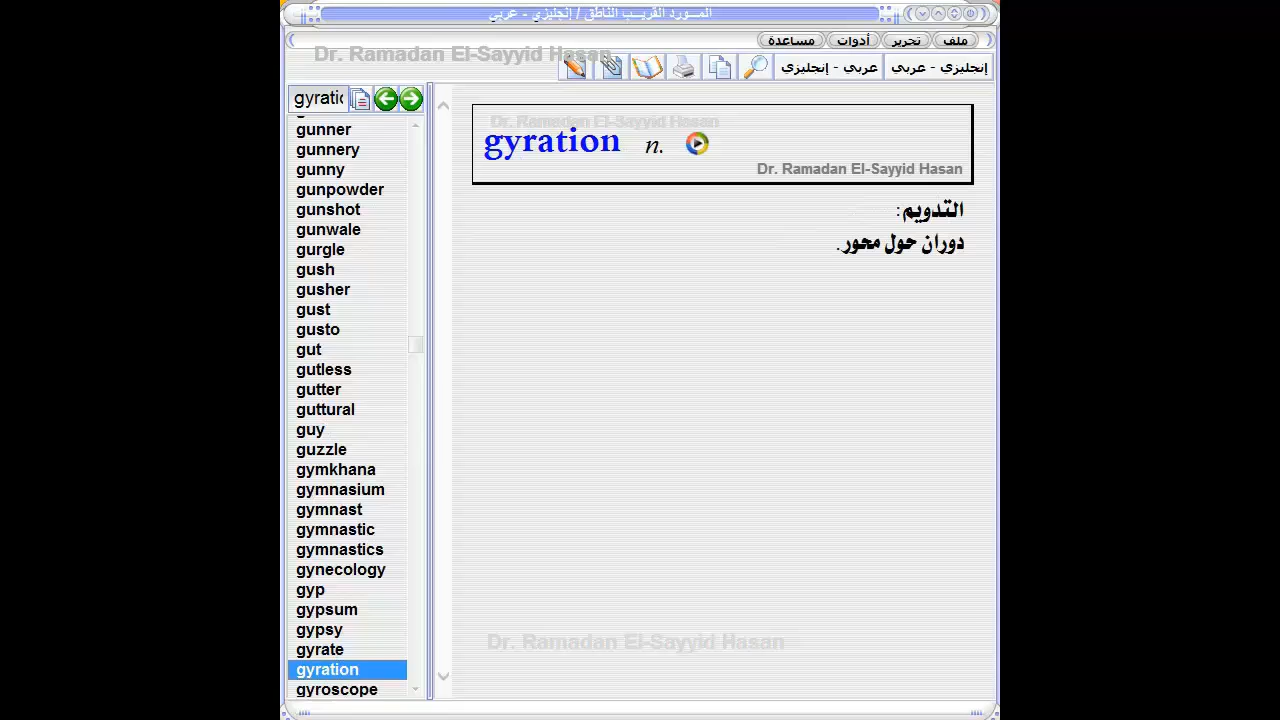 المــورد القريــب الناطق / إنجليزي - عربي
ملف
تحرير
أدوات
مساعدة
Dr. Ramadan El-Sayyid Hasan
إنجليزي - عربي
عربي - إنجليزي
gyratic
gunner
gunnery
gunny
gunpowder
gunshot
gunwale
gurgle
gush
gusher
gust
gusto
gut
gutless
gutter
guttural
guy
guzzle
gymkhana
gymnasium
gymnast
gymnastic
gymnastics
gynecology
gyp
gypsum
gypsy
gyrate
gyration
gyroscope
Dr. Ramadan El-Sayyid Hasan
gyration n.
Dr. Ramadan El-Sayyid Hasan
التدويم:
دوران حول محور.
Dr. Ramadan El-Sayyid Hasan